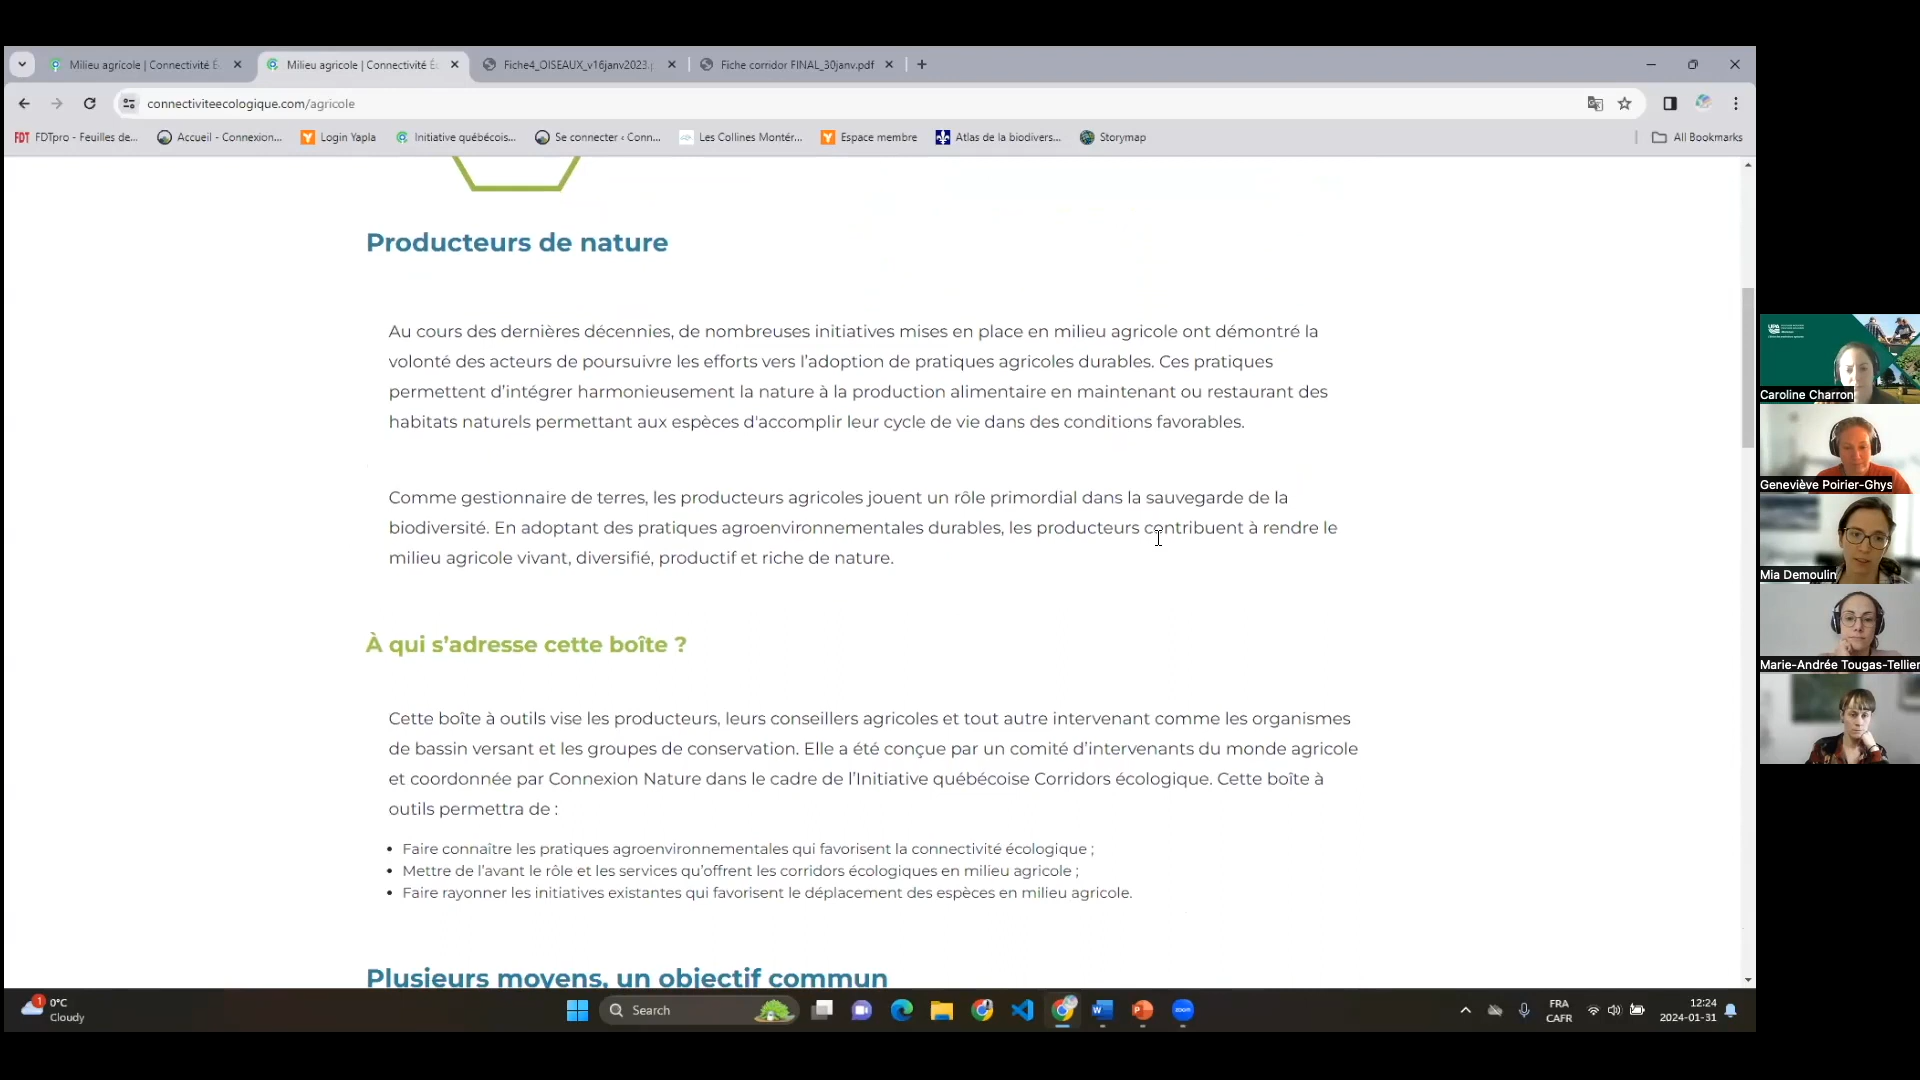 Milieu agricole | Connectivité É
Milieu agricole | Connectivité É
Fiche4_OISEAUX_v16janv2023.
Fiche corridor FINAL_30janv.pdf
connectiviteecologique.com/agricole
FDT FDTpro - Feuilles de...
Accueil - Connexion...
Login Yapla
Initiative québécois...
Se connecter ‹ Conn...
Les Collines Montér...
Espace membre
Atlas de la biodivers...
Storymap
All Bookmarks
Producteurs de nature
Au cours des dernières décennies, de nombreuses initiatives mises en place en milieu agricole ont démontré la
volonté des acteurs de poursuivre les efforts vers l’adoption de pratiques agricoles durables. Ces pratiques
permettent d’intégrer harmonieusement la nature à la production alimentaire en maintenant ou restaurant des
habitats naturels permettant aux espèces d'accomplir leur cycle de vie dans des conditions favorables.
Comme gestionnaire de terres, les producteurs agricoles jouent un rôle primordial dans la sauvegarde de la
biodiversité. En adoptant des pratiques agroenvironnementales durables, les producteurs contribuent à rendre le
milieu agricole vivant, diversifié, productif et riche de nature.
À qui s’adresse cette boîte ?
Cette boîte à outils vise les producteurs, leurs conseillers agricoles et tout autre intervenant comme les organismes
de bassin versant et les groupes de conservation. Elle a été conçue par un comité d’intervenants du monde agricole
et coordonnée par Connexion Nature dans le cadre de l’Initiative québécoise Corridors écologique. Cette boîte à
outils permettra de :
• Faire connaître les pratiques agroenvironnementales qui favorisent la connectivité écologique ;
• Mettre de l’avant le rôle et les services qu’offrent les corridors écologiques en milieu agricole ;
• Faire rayonner les initiatives existantes qui favorisent le déplacement des espèces en milieu agricole.
Plusieurs moyens, un objectif commun
UPA
Caroline Charron
Geneviève Poirier-Ghys
Mia Demoulin
Marie-Andrée Tougas-Tellier
1
0°C
Cloudy
Search
zoom
FRA
CAFR
12:24
2024-01-31